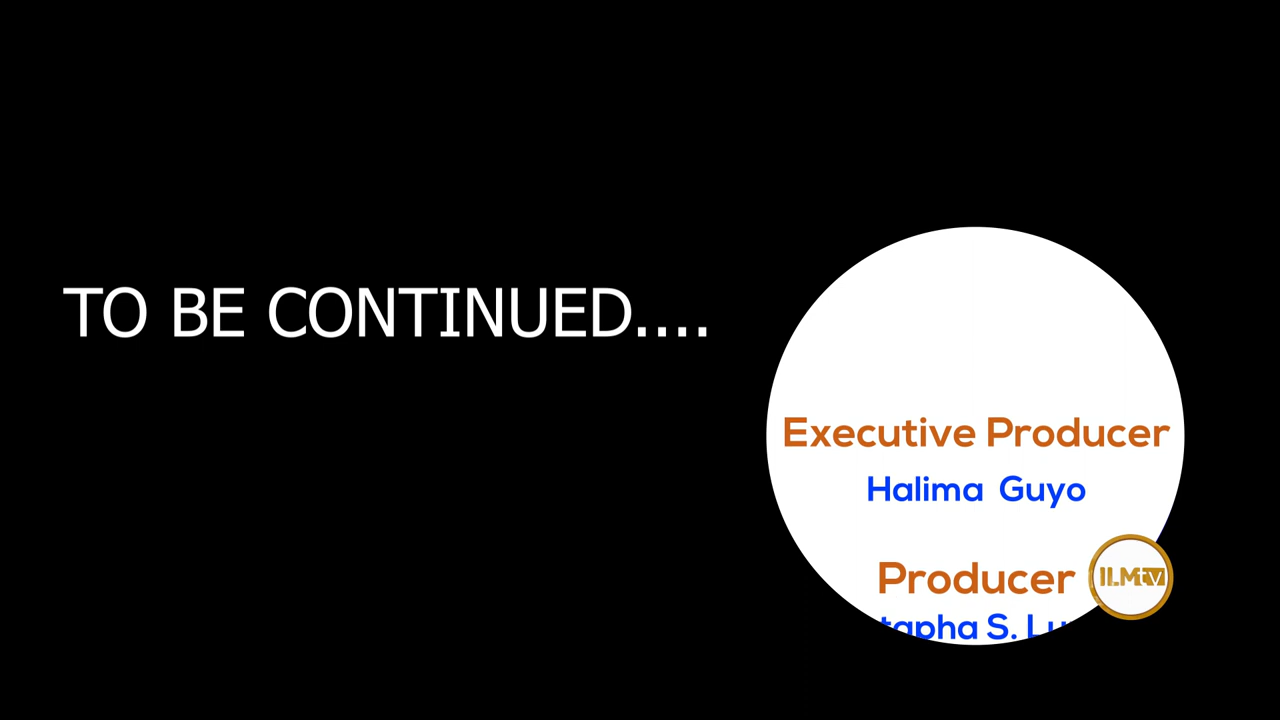 TO BE CONTINUED....
Executive Producer
Halima Guyo
Producer
S.
ILMtv